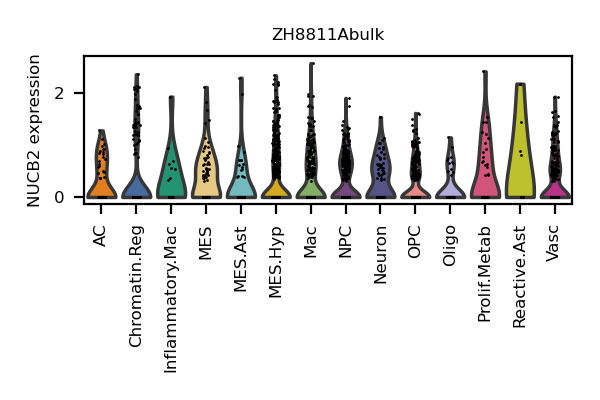 ZH8811Abulk
NUCB2 expression
2
0
AC
Chromatin.Reg
Inflammatory.Mac
MES
MES.Ast
MES.Hyp
Mac
NPC
Neuron
OPC
Oligo
Prolif.Metab
Reactive.Ast
Vasc